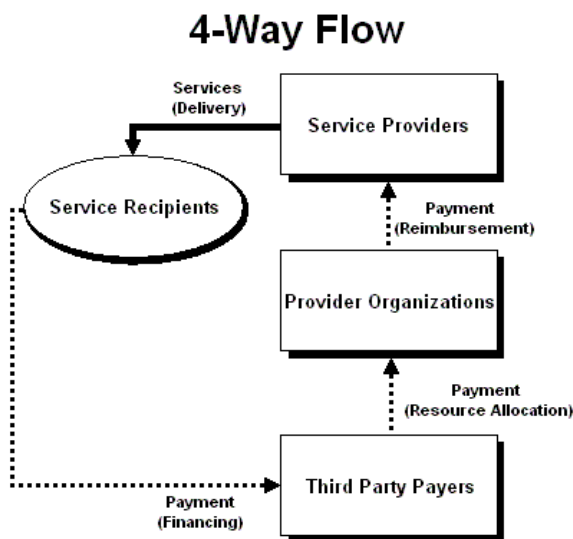 4-Way Flow
Services
(Delivery)
Service Providers
Service Recipients
Payment
(Reimbursement)
Provider Organizations
Payment
(Resource Allocation)
Third Party Payers
Payment
(Financing)